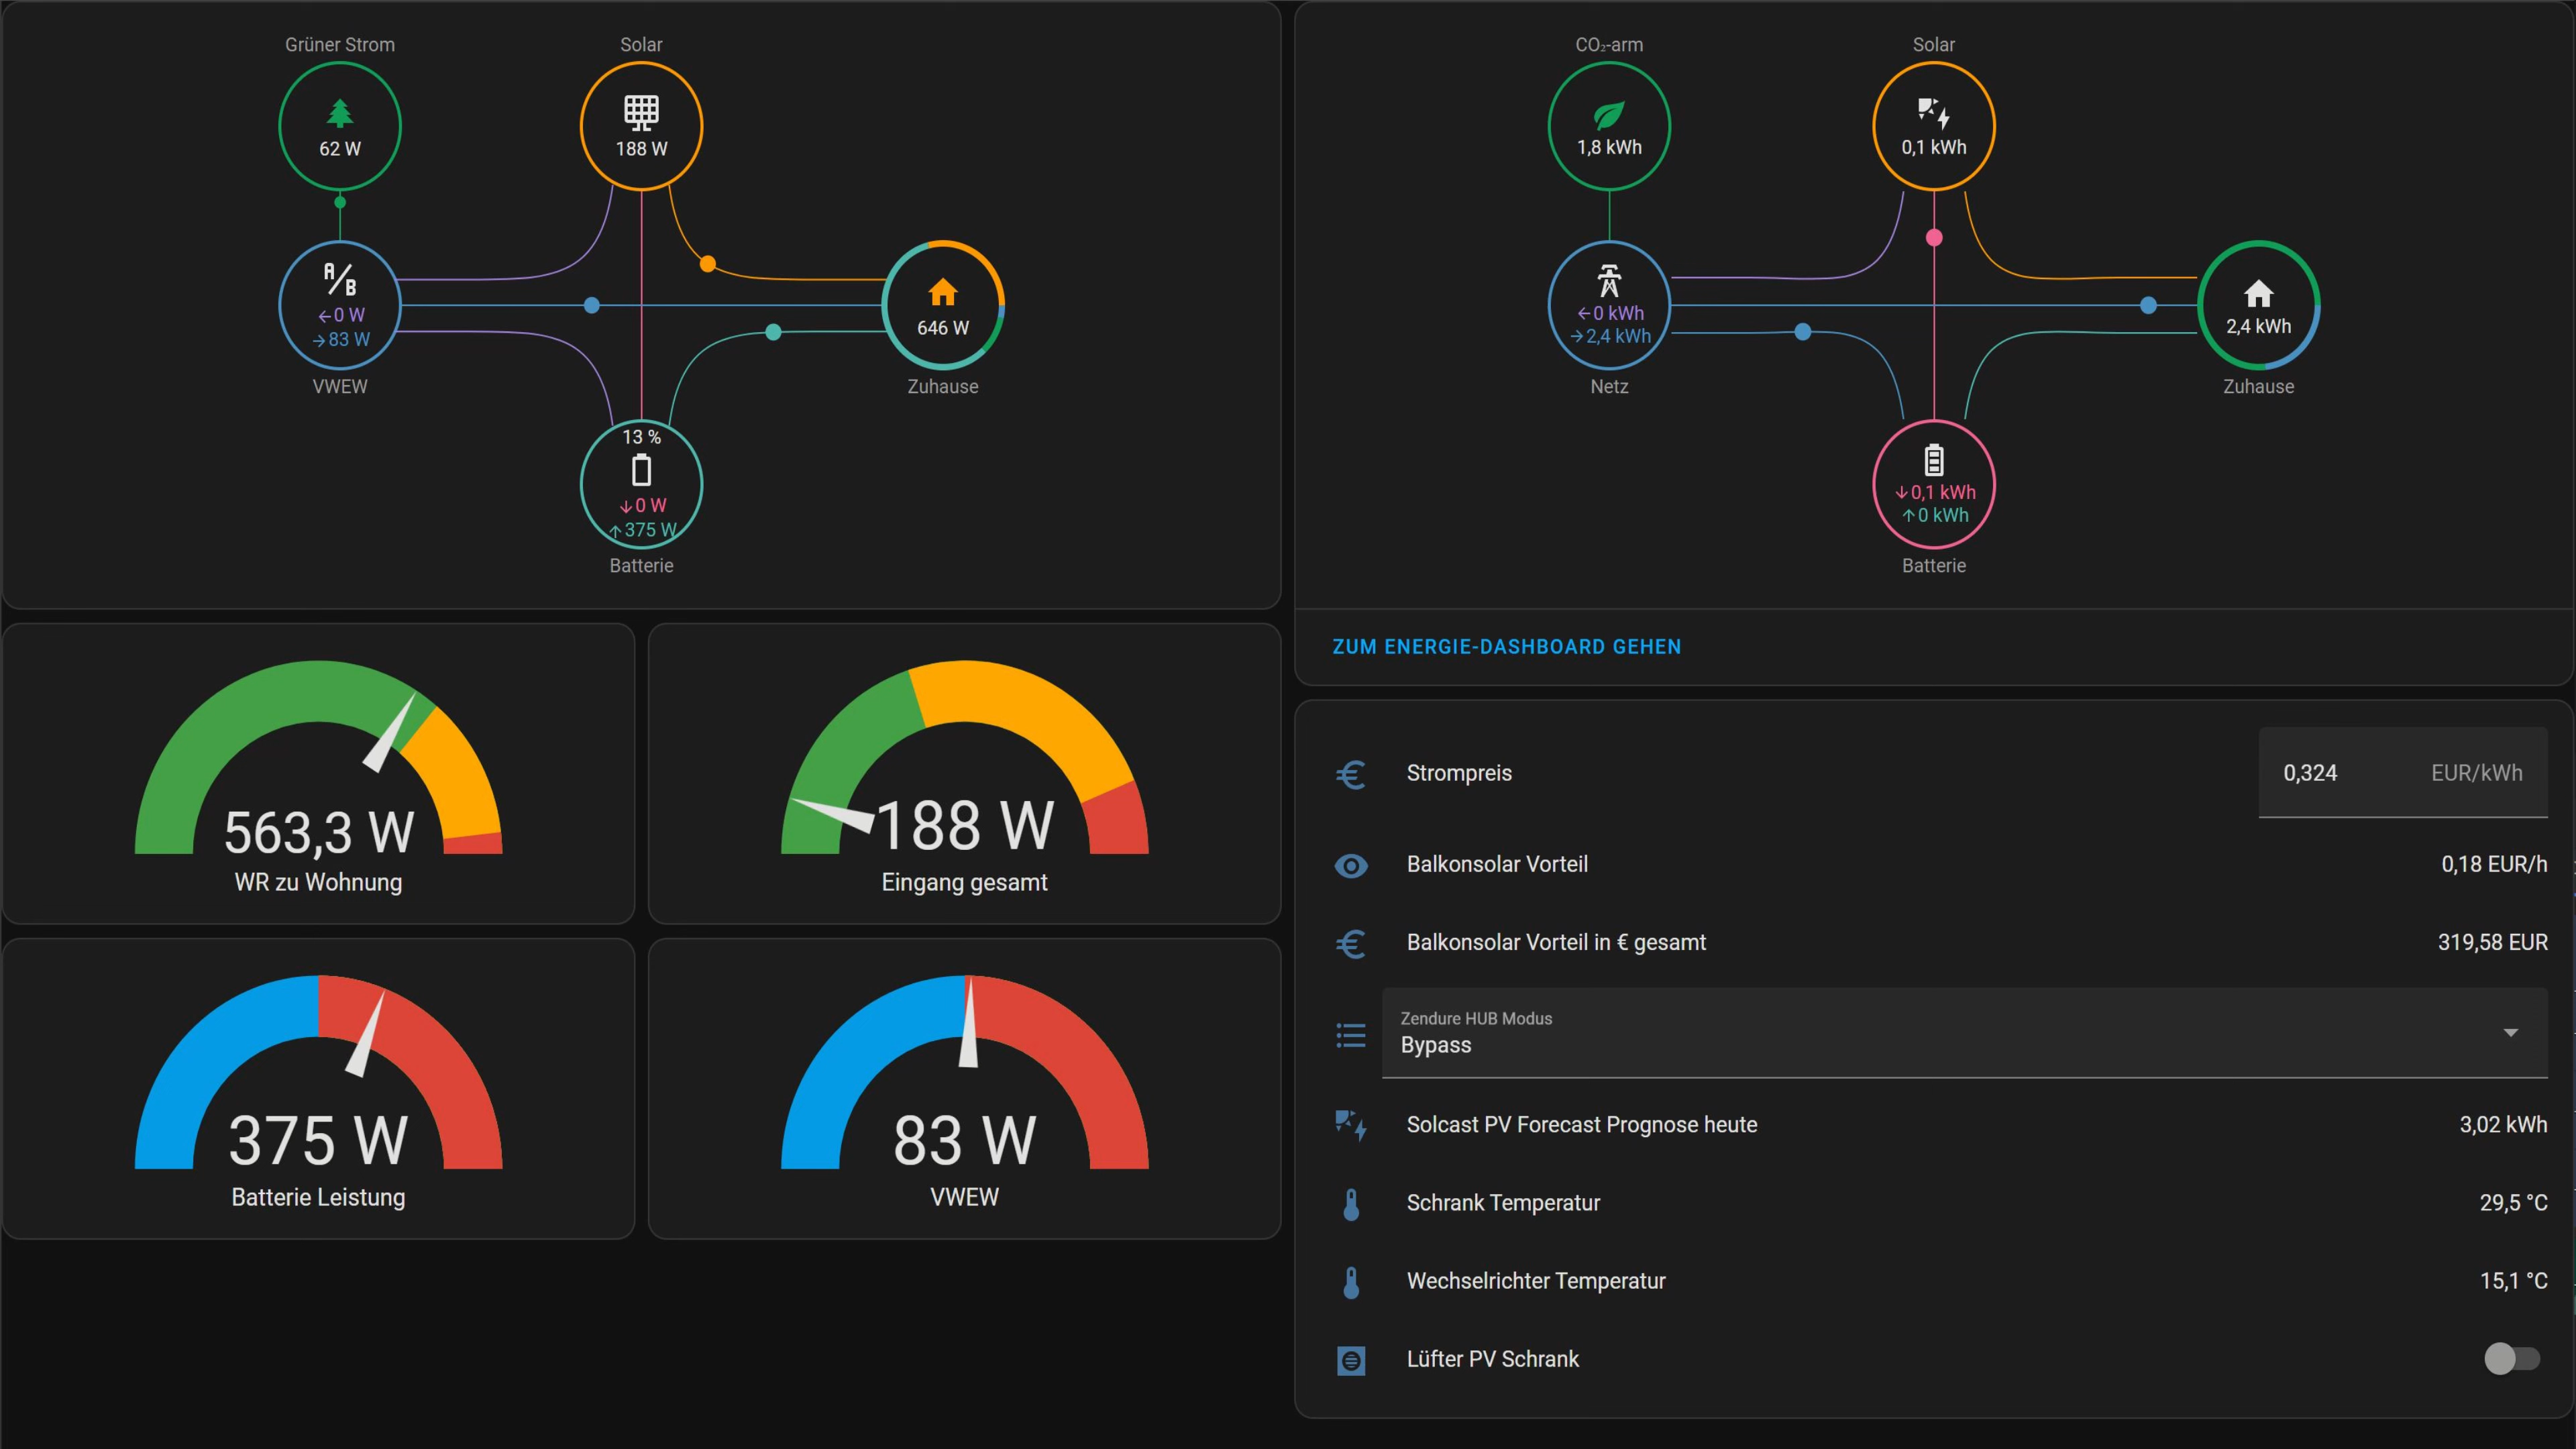 Grüner Strom
Solar
62 W
188 W
A/B
←0 W
→83 W
646 W
VWEW
Zuhause
13 %
↓0 W
↑375 W
Batterie
CO₂-arm
Solar
1,8 kWh
0,1 kWh
←0 kWh
→2,4 kWh
2,4 kWh
Netz
Zuhause
↓0,1 kWh
↑0 kWh
Batterie
ZUM ENERGIE-DASHBOARD GEHEN
563,3 W
WR zu Wohnung
188 W
Eingang gesamt
375 W
Batterie Leistung
83 W
VWEW
Strompreis
0,324 EUR/kWh
Balkonsolar Vorteil
0,18 EUR/h
Balkonsolar Vorteil in € gesamt
319,58 EUR
Zendure HUB Modus
Bypass
Solcast PV Forecast Prognose heute
3,02 kWh
Schrank Temperatur
29,5 °C
Wechselrichter Temperatur
15,1 °C
Lüfter PV Schrank